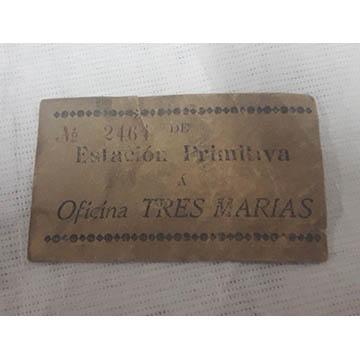 No 2464 DE
Estación Primitiva
A
Oficina TRES MARIAS